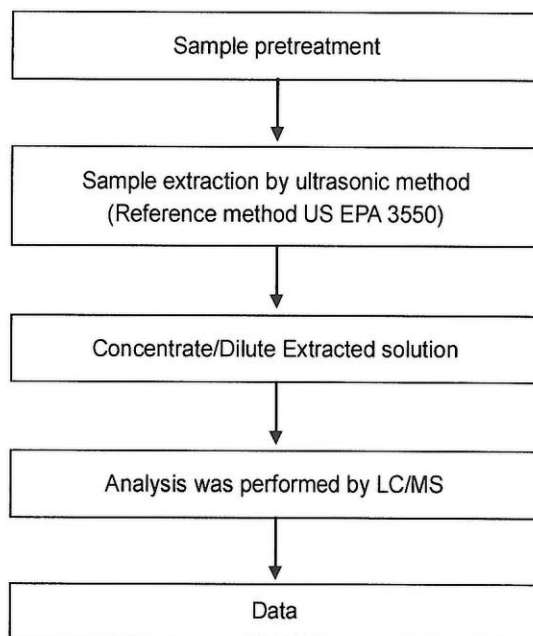 Sample pretreatment
Sample extraction by ultrasonic method
(Reference method US EPA 3550)
Concentrate/Dilute Extracted solution
Analysis was performed by LC/MS
Data